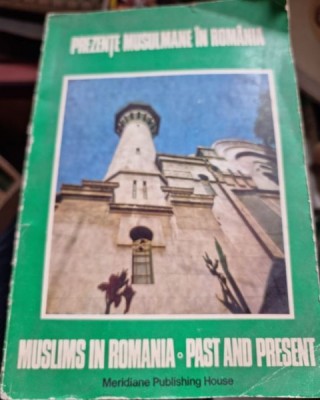 PREZENȚE MUSULMANE ÎN ROMÂNIA
MUSLIMS IN ROMANIA • PAST AND PRESENT
Meridiane Publishing House